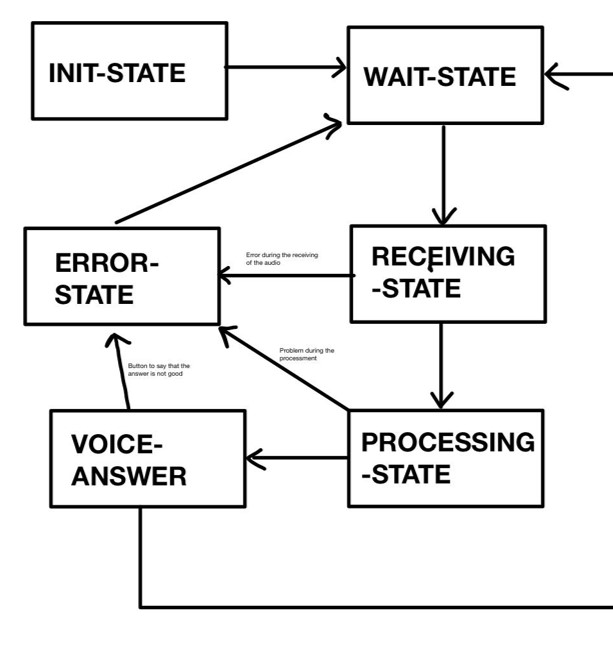 INIT-STATE
WAIT-STATE
ERROR-
STATE
Error during the receiving
of the audio
RECEIVING
-STATE
Button to say that the
answer is not good
Problem during the
processment
VOICE-
ANSWER
PROCESSING
-STATE